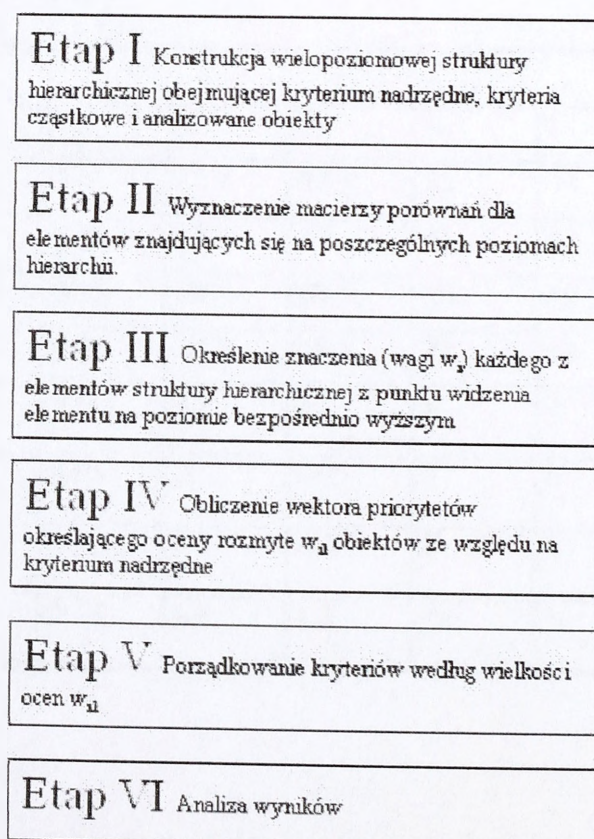 Etap I Konstrukcja wielopoziomowej struktury
hierarchicznej obejmującej kryterium nadrzędne, kryteria
cząstkowe i analizowane obiekty
Etap II Wyznaczenie macierzy porównań dla
elementów znajdujących się na poszczególnych poziomach
hierarchii.
Etap III Określenie znaczenia (wagi w) każdego z
elementów struktury hierarchicznej z punktu widzenia
elementu na poziomie bezpośrednio wyższym
Etap IV Obliczenie wektora priorytetów
określającego oceny rozmyte w obiektów ze względu na
kryterium nadrzędne
Etap V Porządkowanie kryteriów według wielkości
ocen w
Etap VI Analiza wyników